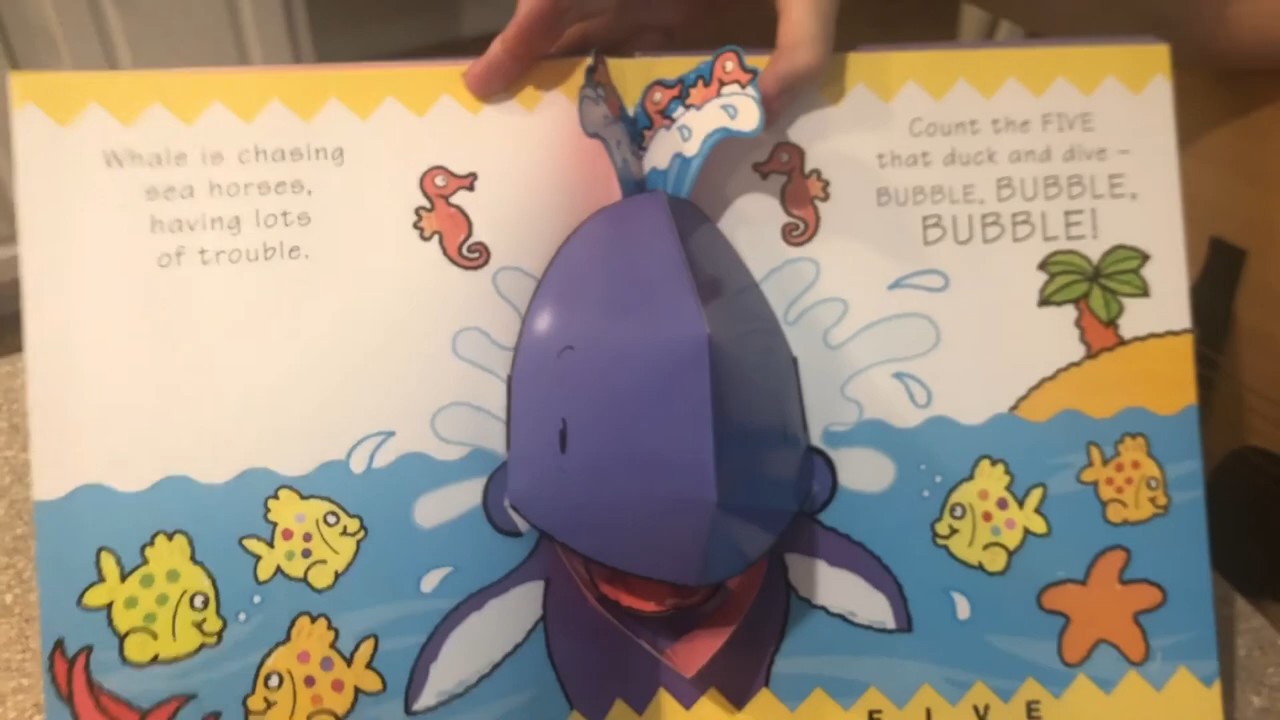 Whale is chasing
sea horses,
having lots
of trouble.
Count the FIVE
that duck and dive –
BUBBLE, BUBBLE,
BUBBLE!
FIVE